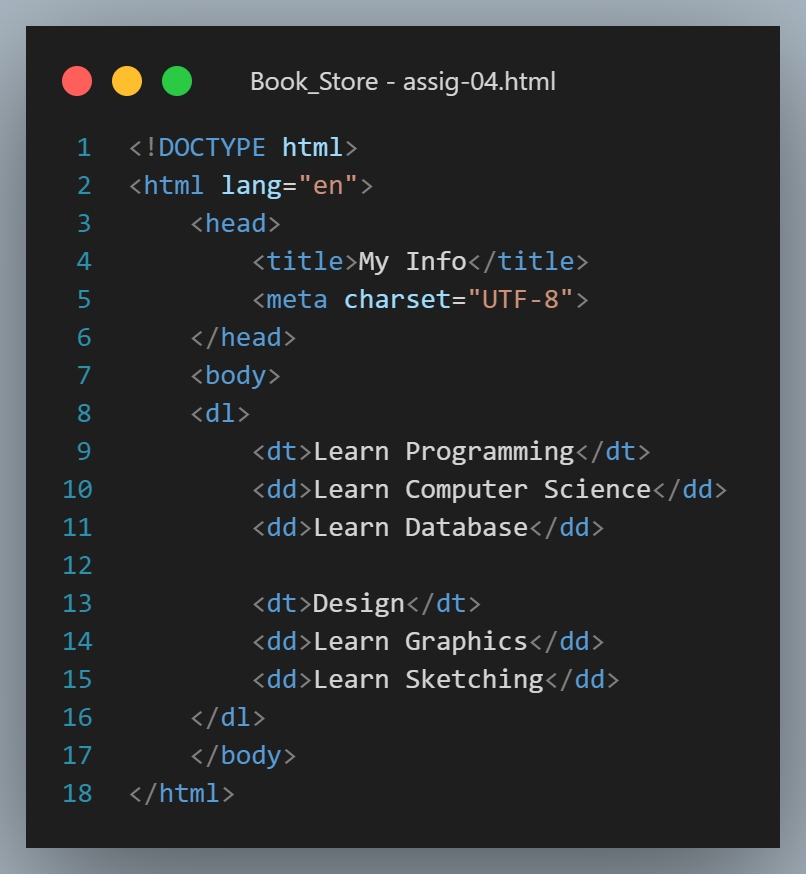 Book_Store - assig-04.html
1 <!DOCTYPE html>
2 <html lang="en">
3     <head>
4         <title>My Info</title>
5         <meta charset="UTF-8">
6     </head>
7     <body>
8     <dl>
9         <dt>Learn Programming</dt>
10         <dd>Learn Computer Science</dd>
11         <dd>Learn Database</dd>
12
13         <dt>Design</dt>
14         <dd>Learn Graphics</dd>
15         <dd>Learn Sketching</dd>
16     </dl>
17     </body>
18 </html>